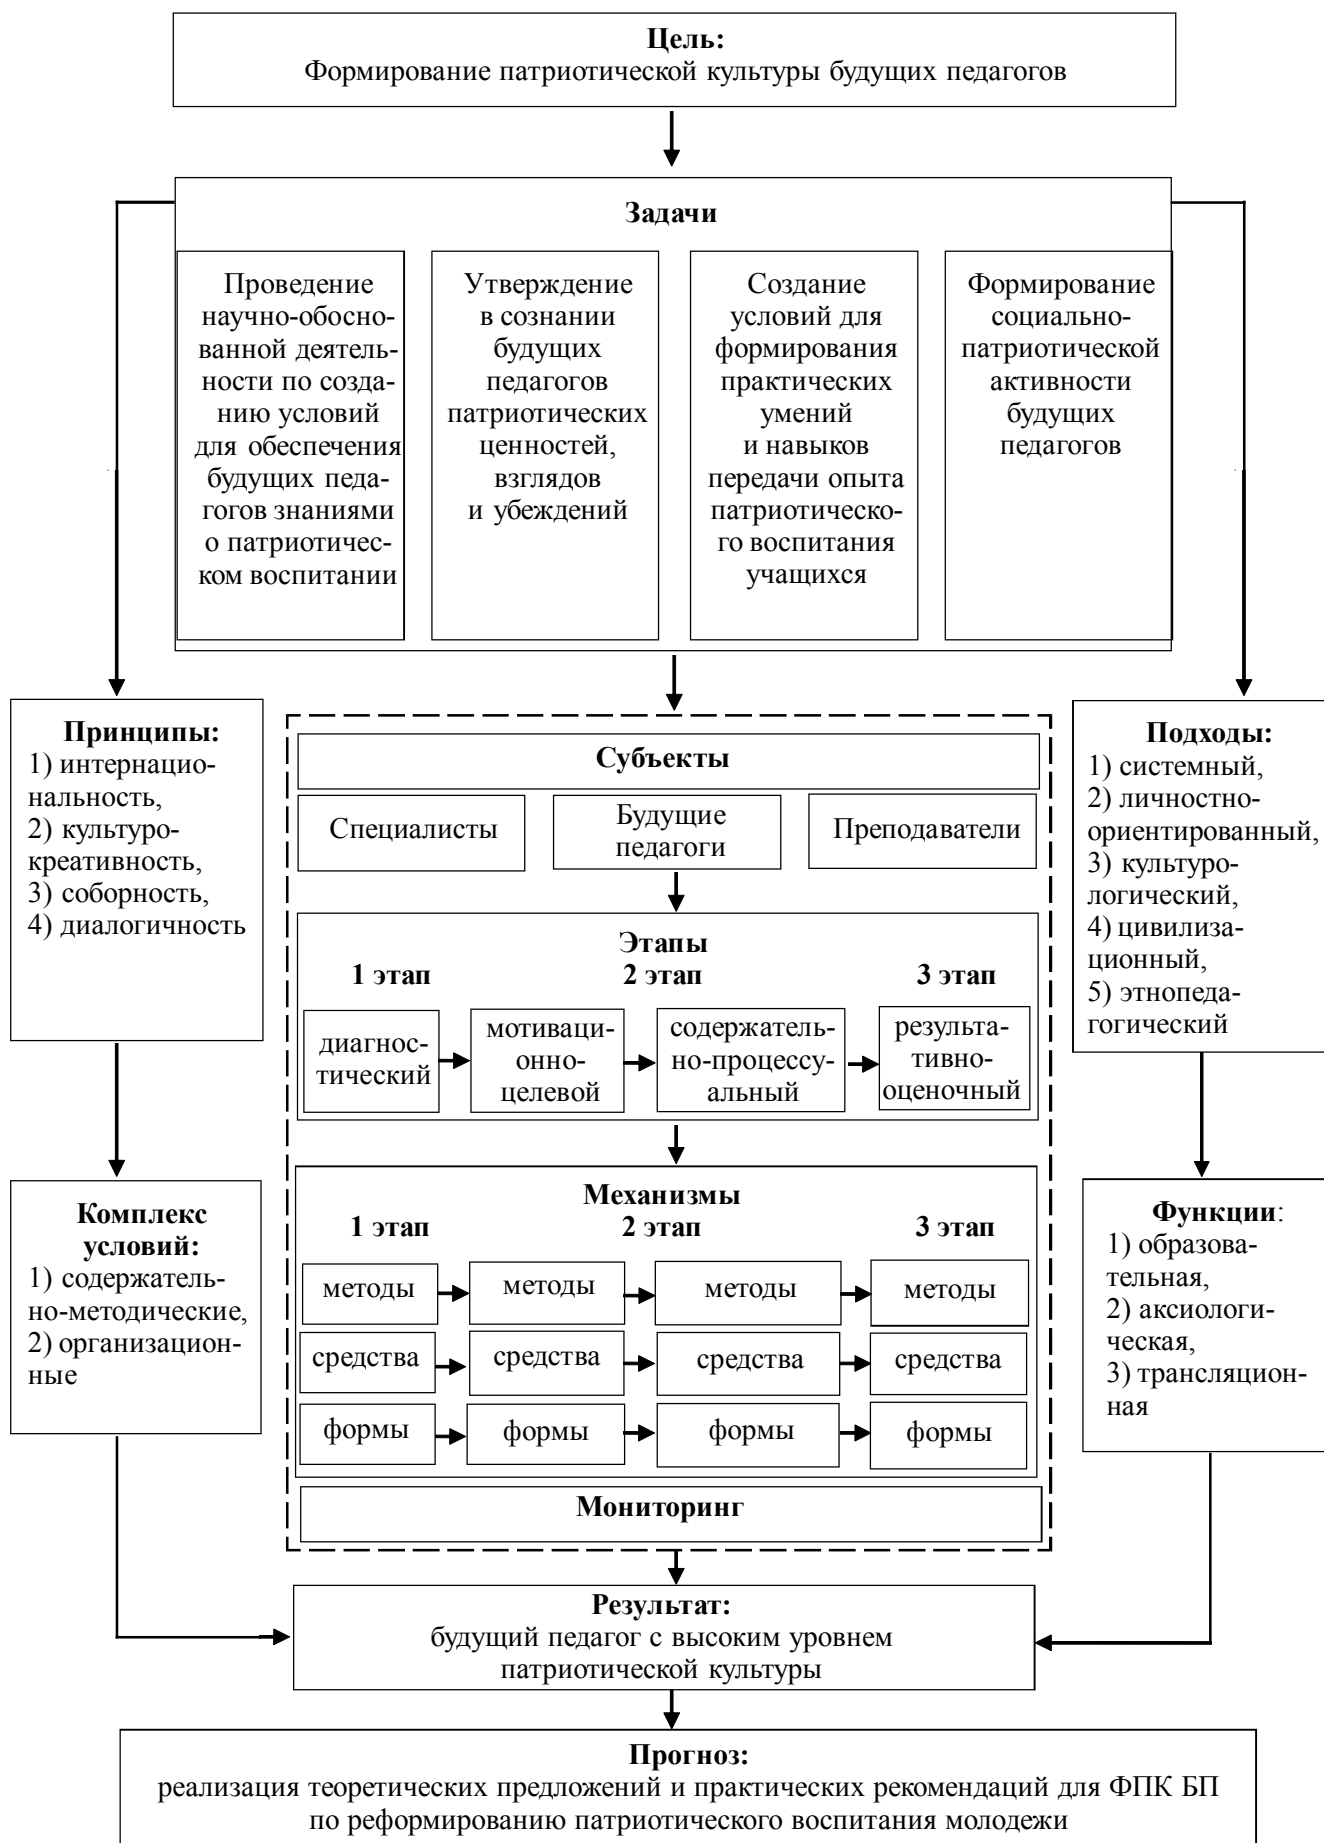 Цель:
Формирование патриотической культуры будущих педагогов
Задачи
Проведение
научно-обосно-
ванной деятель-
ности по созда-
нию условий
для обеспечения
будущих педа-
гогов знаниями
о патриотичес-
ком воспитании
Утверждение
в сознании
будущих
педагогов
патриотических
ценностей,
взглядов
и убеждений
Создание
условий для
формирования
практических
умений
и навыков
передачи опыта
патриотическо-
го воспитания
учащихся
Формирование
социально-
патриотической
активности
будущих
педагогов
Принципы:
1) интернацио-
нальность,
2) культуро-
креативность,
3) соборность,
4) диалогичность
Субъекты
Специалисты
Будущие
педагоги
Преподаватели
Подходы:
1) системный,
2) личностно-
ориентированный,
3) культуро-
логический,
4) цивилиза-
ционный,
5) этнопеда-
гогический
Этапы
1 этап 2 этап 3 этап
диагнос-
тический
мотиваци-
онно-
целевой
содержатель-
но-процессу-
альный
результа-
тивно-
оценочный
Комплекс
условий:
1) содержатель-
но-методические,
2) организацион-
ные
Механизмы
1 этап 2 этап 3 этап
методы методы методы методы
средства средства средства средства
формы формы формы формы
Мониторинг
Функции:
1) образова-
тельная,
2) аксиологи-
ческая,
3) трансляцион-
ная
Результат:
будущий педагог с высоким уровнем
патриотической культуры
Прогноз:
реализация теоретических предложений и практических рекомендаций для ФПК БП
по реформированию патриотического воспитания молодежи